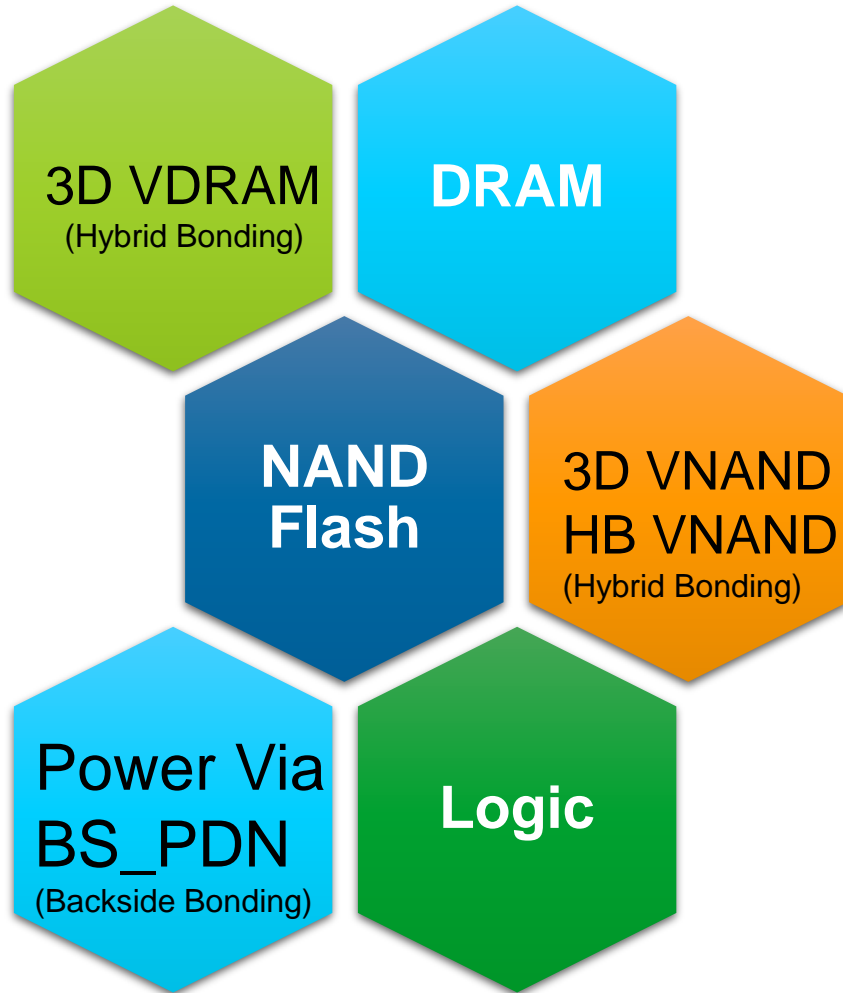 3D VDRAM
(Hybrid Bonding)
DRAM
NAND
Flash
3D VNAND
HB VNAND
(Hybrid Bonding)
Power Via
BS_PDN
(Backside Bonding)
Logic